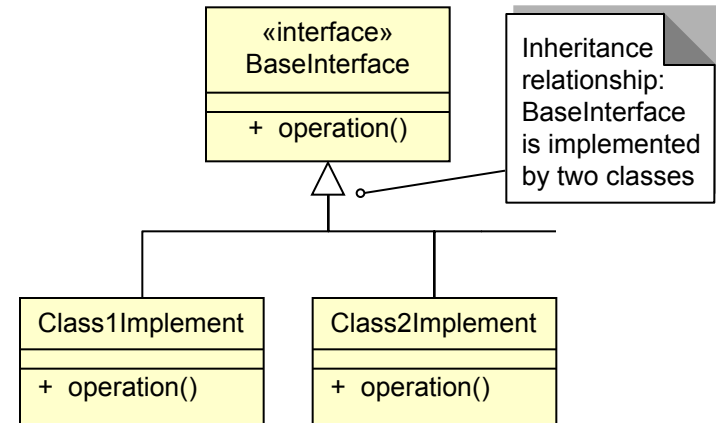 «interface»
BaseInterface
+ operation()
Inheritance
relationship:
BaseInterface
is implemented
by two classes
Class1Implement
+ operation()
Class2Implement
+ operation()